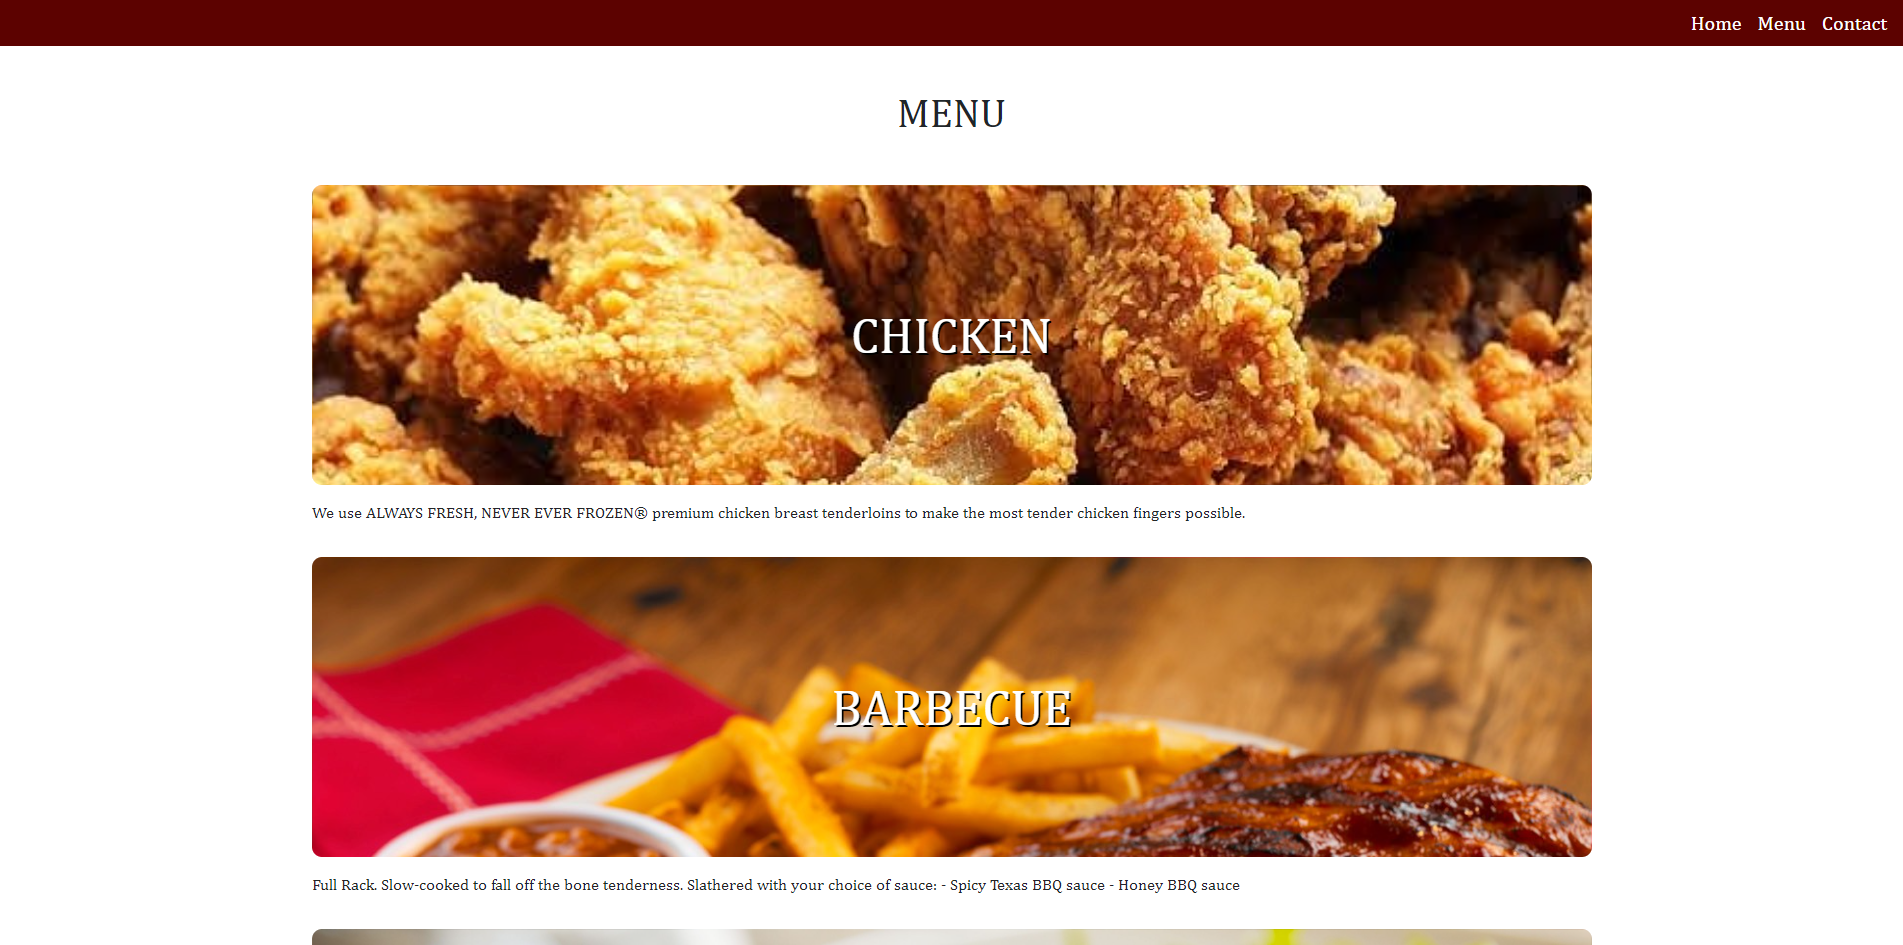 Home Menu Contact
MENU
CHICKEN
We use ALWAYS FRESH, NEVER EVER FROZEN® premium chicken breast tenderloins to make the most tender chicken fingers possible.
BARBECUE
Full Rack. Slow-cooked to fall off the bone tenderness. Slathered with your choice of sauce: - Spicy Texas BBQ sauce - Honey BBQ sauce